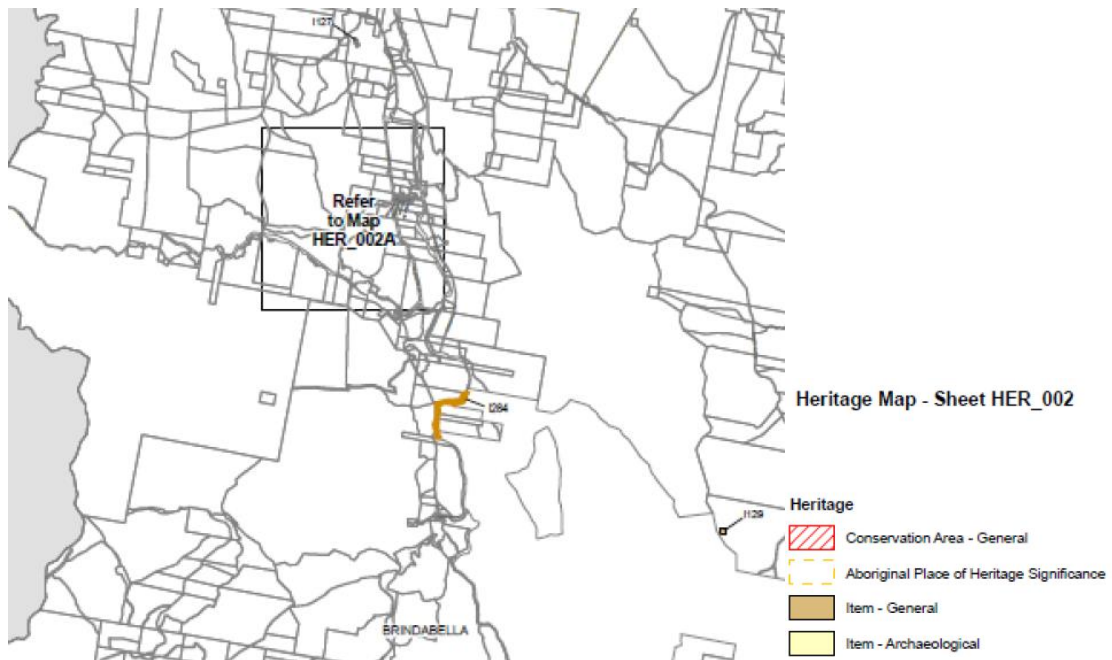 I127
Refer
to Map
HER_002A
I284
I129
BRINDABELLA
Heritage Map - Sheet HER_002
Heritage
Conservation Area - General
Aboriginal Place of Heritage Significance
Item - General
Item - Archaeological